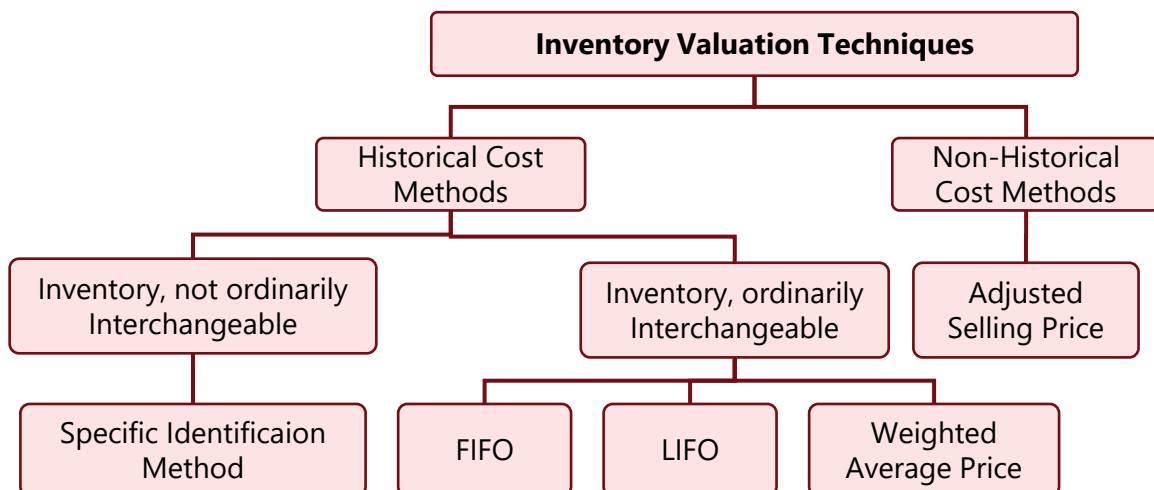 Inventory Valuation Techniques
Historical Cost
Methods
Non-Historical
Cost Methods
Inventory, not ordinarily
Interchangeable
Inventory, ordinarily
Interchangeable
Adjusted
Selling Price
Specific Identificaion
Method
FIFO
LIFO
Weighted
Average Price